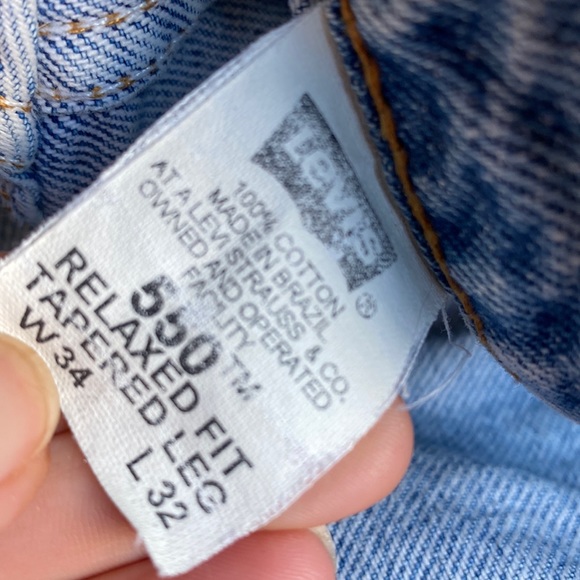 Levi's
®
100% COTTON
MADE IN BRAZIL
AT A LEVI STRAUSS & CO.
OWNED AND OPERATED
FACILITY
550™
RELAXED FIT
TAPERED LEG
W 34 L 32